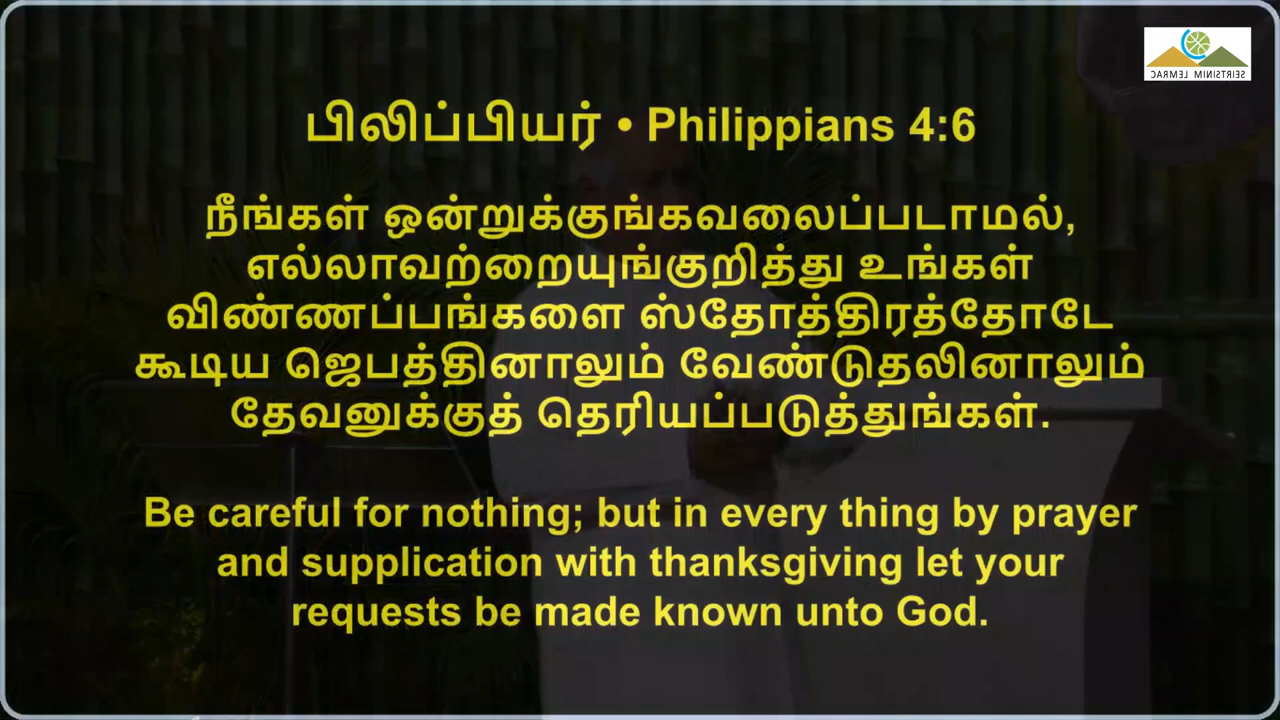 SEIRTSINIM LEMRAC
பிலிப்பியர் • Philippians 4:6
நீங்கள் ஒன்றுக்குங்கவலைப்படாமல்,
எல்லாவற்றையுங்குறித்து உங்கள்
விண்ணப்பங்களை ஸ்தோத்திரத்தோடே
கூடிய ஜெபத்தினாலும் வேண்டுதலினாலும்
தேவனுக்குத் தெரியப்படுத்துங்கள்.
Be careful for nothing; but in every thing by prayer
and supplication with thanksgiving let your
requests be made known unto God.